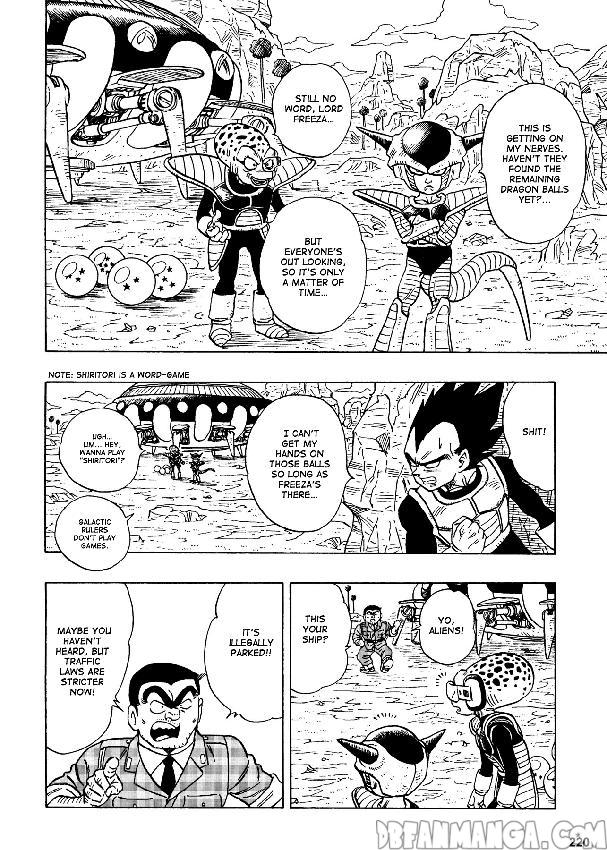 THIS IS
GETTING ON
MY NERVES.
HAVEN'T THEY
FOUND THE
REMAINING
DRAGON BALLS
YET?...
STILL NO
WORD, LORD
FREEZA...
BUT
EVERYONE'S
OUT LOOKING,
SO IT'S ONLY
A MATTER OF
TIME...
NOTE: SHIRITORI IS A WORD-GAME
SHIT!
I CAN'T
GET MY
HANDS ON
THOSE BALLS
SO LONG AS
FREEZA'S
THERE...
UGH...
UM... HEY,
WANNA PLAY
"SHIRITORI"?
GALACTIC
RULERS
DON'T PLAY
GAMES.
YO,
ALIENS!
THIS
YOUR
SHIP?
IT'S
ILLEGALLY
PARKED!!
MAYBE YOU
HAVEN'T
HEARD, BUT
TRAFFIC
LAWS ARE
STRICTER
NOW!
220
DBFANMANGA.COM